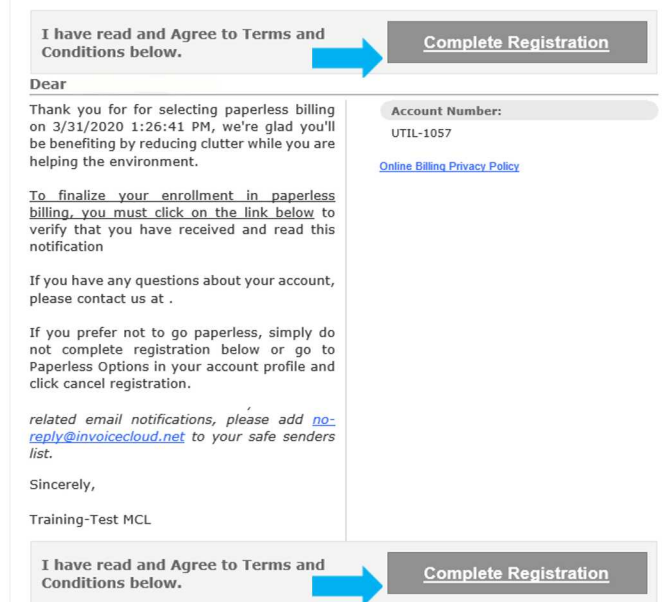 I have read and Agree to Terms and
Conditions below.
Complete Registration
Dear
Thank you for for selecting paperless billing
on 3/31/2020 1:26:41 PM, we're glad you'll
be benefiting by reducing clutter while you are
helping the environment.
To finalize your enrollment in paperless
billing, you must click on the link below to
verify that you have received and read this
notification
If you have any questions about your account,
please contact us at .
If you prefer not to go paperless, simply do
not complete registration below or go to
Paperless Options in your account profile and
click cancel registration.
related email notifications, please add no-
reply@invoicecloud.net to your safe senders
list.
Sincerely,
Training-Test MCL
Account Number:
UTIL-1057
Online Billing Privacy Policy
I have read and Agree to Terms and
Conditions below.
Complete Registration